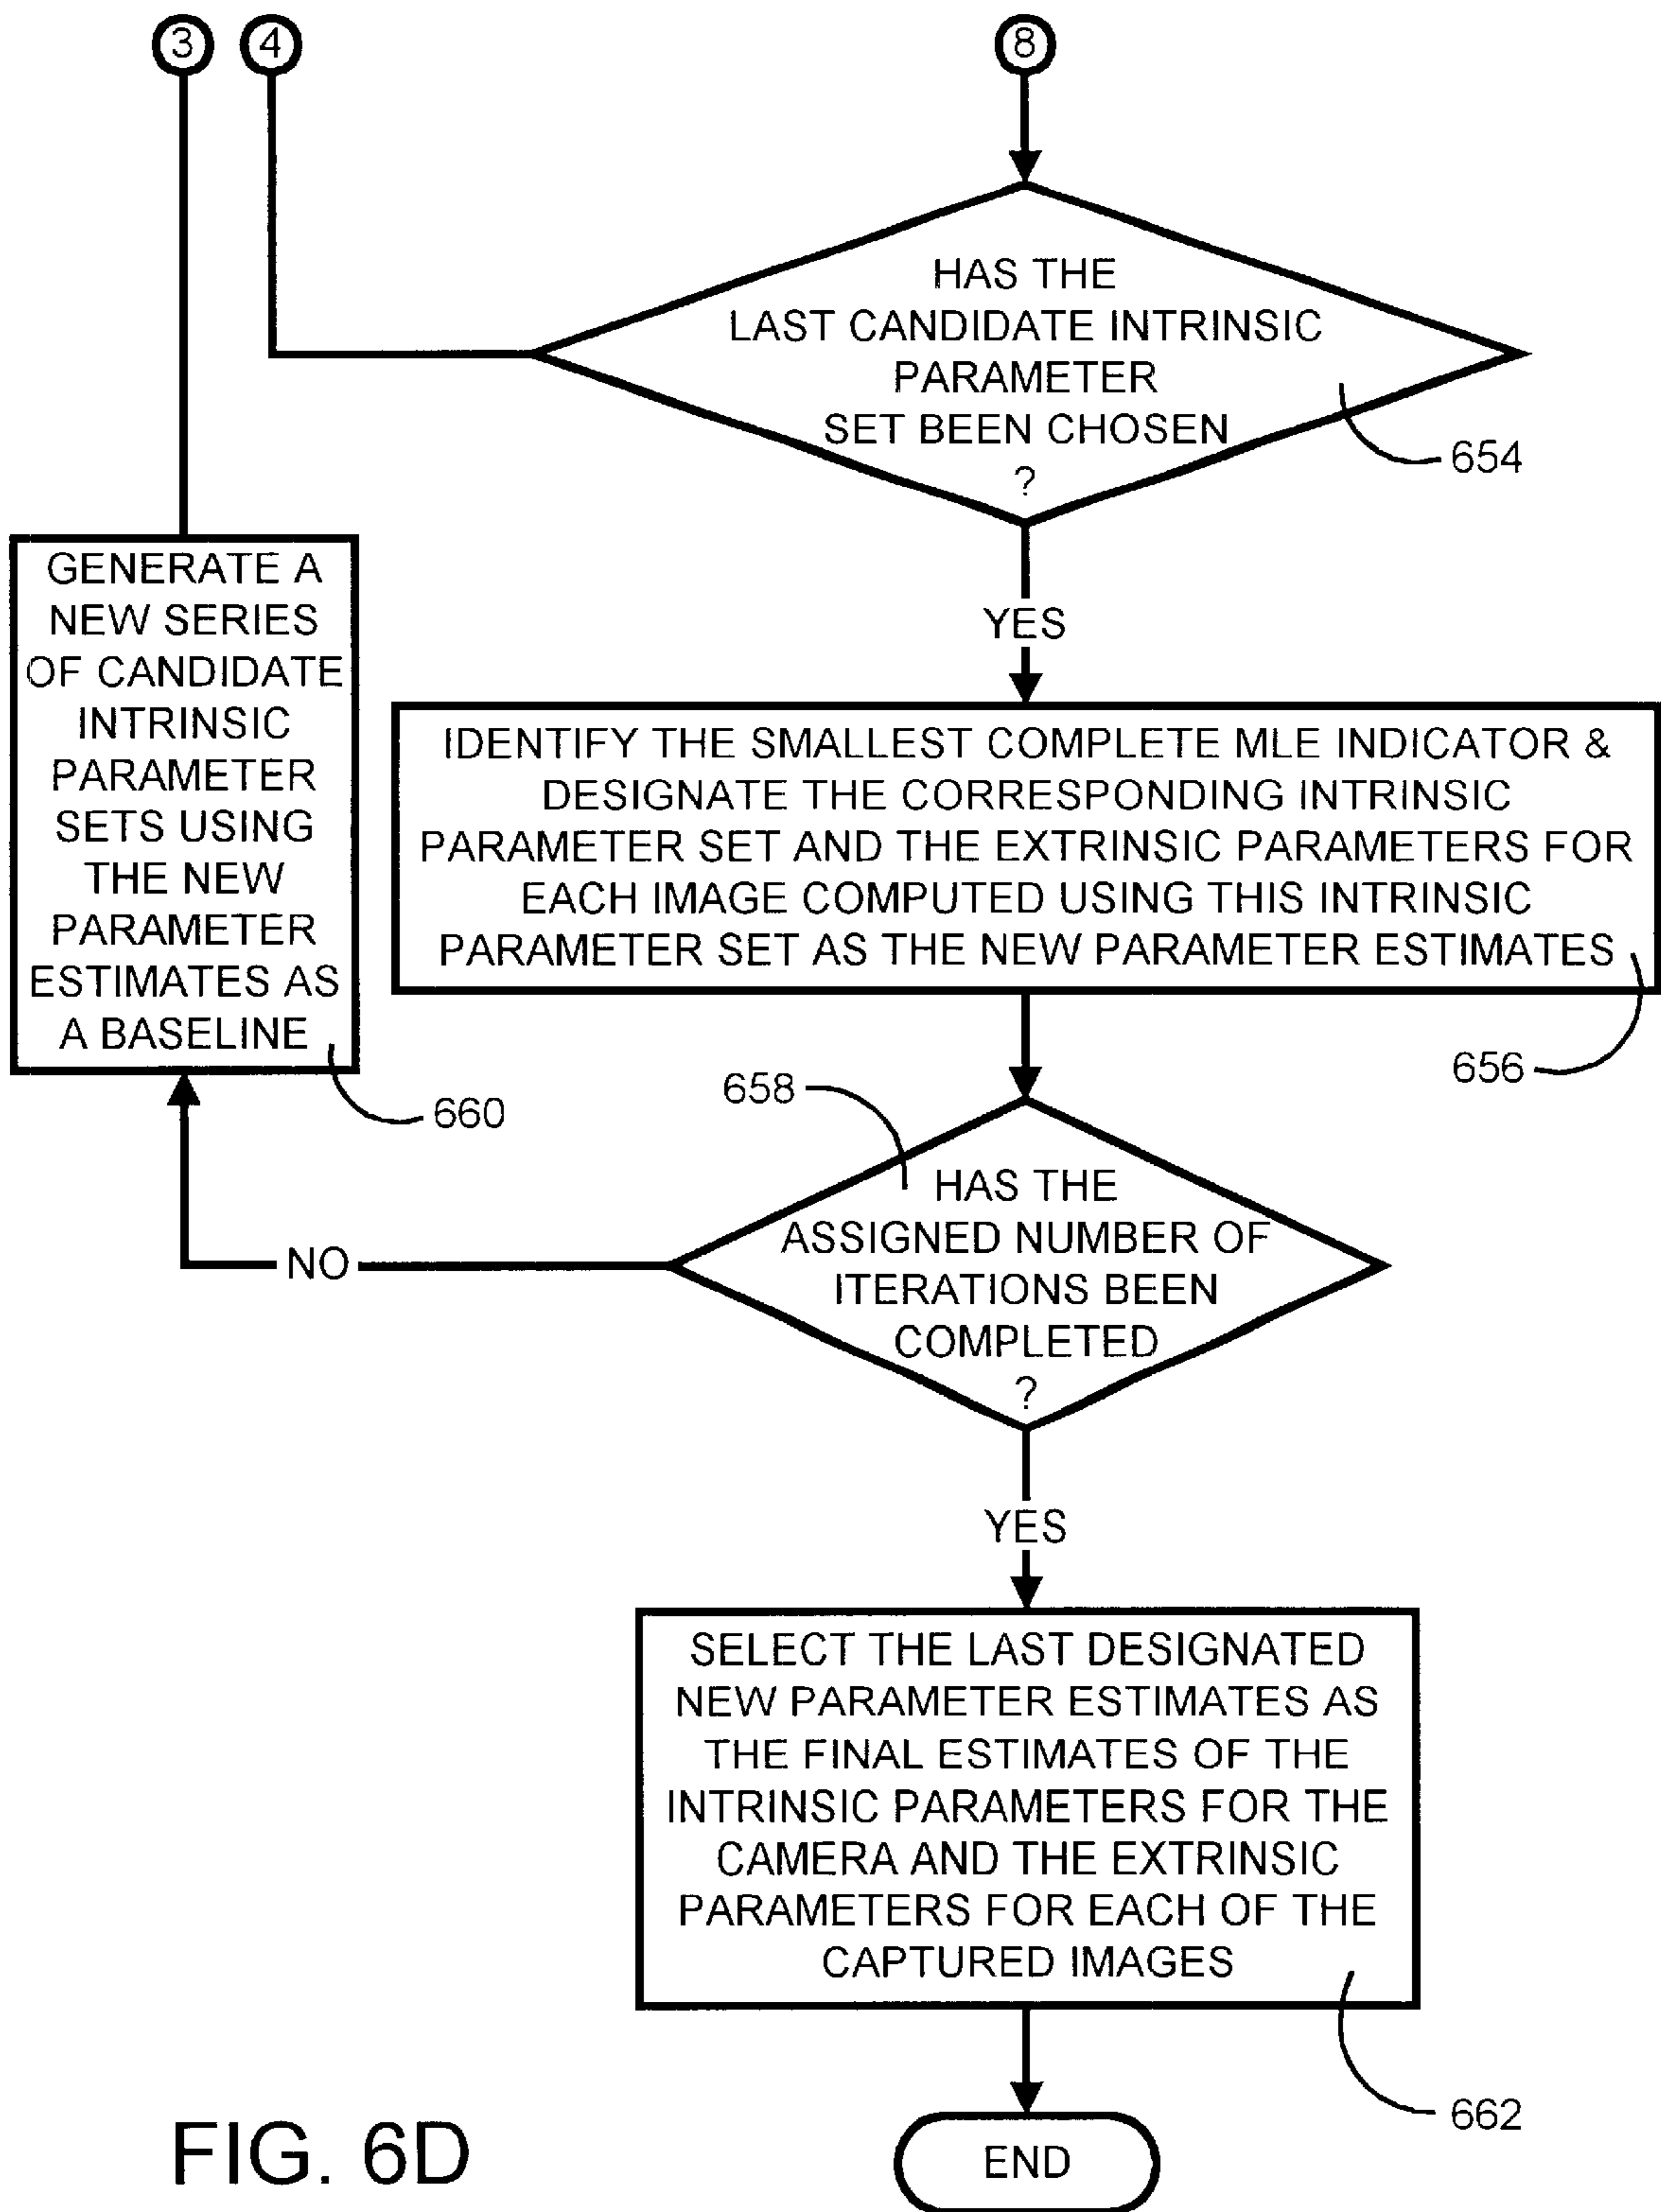 3
4
8
HAS THE
LAST CANDIDATE INTRINSIC
PARAMETER
SET BEEN CHOSEN
?
654
YES
GENERATE A
NEW SERIES
OF CANDIDATE
INTRINSIC
PARAMETER
SETS USING
THE NEW
PARAMETER
ESTIMATES AS
A BASELINE
660
IDENTIFY THE SMALLEST COMPLETE MLE INDICATOR &
DESIGNATE THE CORRESPONDING INTRINSIC
PARAMETER SET AND THE EXTRINSIC PARAMETERS FOR
EACH IMAGE COMPUTED USING THIS INTRINSIC
PARAMETER SET AS THE NEW PARAMETER ESTIMATES
656
658
HAS THE
ASSIGNED NUMBER OF
ITERATIONS BEEN
COMPLETED
?
NO
YES
SELECT THE LAST DESIGNATED
NEW PARAMETER ESTIMATES AS
THE FINAL ESTIMATES OF THE
INTRINSIC PARAMETERS FOR THE
CAMERA AND THE EXTRINSIC
PARAMETERS FOR EACH OF THE
CAPTURED IMAGES
662
END
FIG. 6D